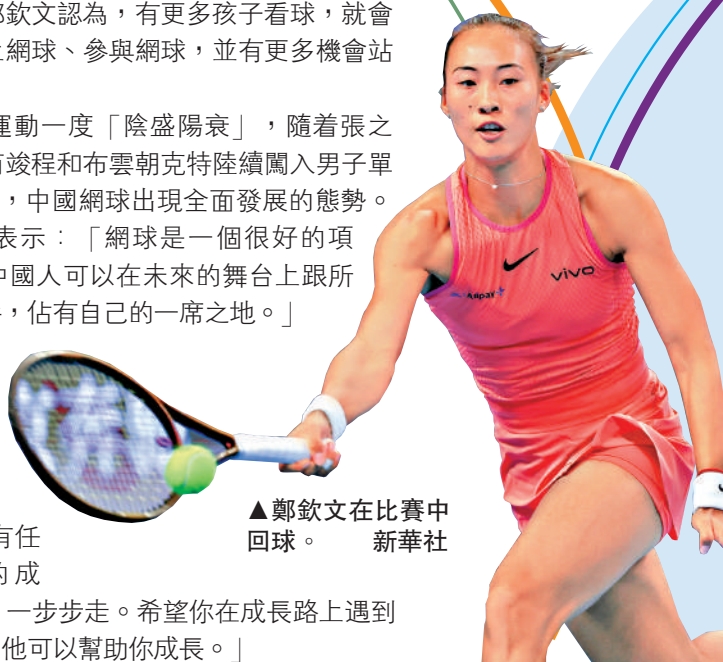 鄭欽文認為，有更多孩子看球，就會
網球、參與網球，並有更多機會站
運動一度「陰盛陽衰」，隨着張之
竣程和布雲朝克特陸續闖入男子單
，中國網球出現全面發展的態勢。
表示：「網球是一個很好的項
中國人可以在未來的舞台上跟所
，佔有自己的一席之地。」
vivo
Alipay
▲鄭欽文在比賽中
回球。 新華社
有任
的成
一步步走。希望你在成長路上遇到
他可以幫助你成長。」